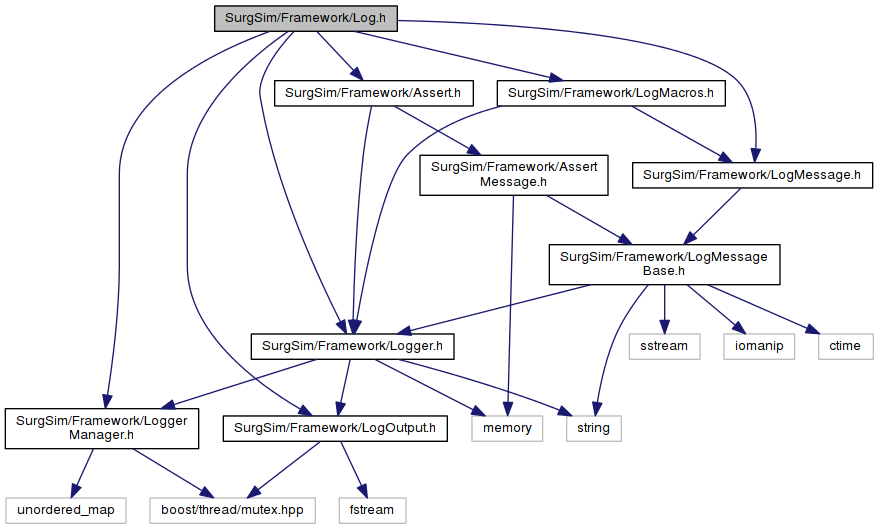 SurgSim/Framework/Log.h
SurgSim/Framework/Assert.h
SurgSim/Framework/LogMacros.h
SurgSim/Framework/Assert
Message.h
SurgSim/Framework/LogMessage.h
SurgSim/Framework/LogMessage
Base.h
SurgSim/Framework/Logger.h
sstream
iomanip
ctime
SurgSim/Framework/Logger
Manager.h
SurgSim/Framework/LogOutput.h
memory
string
unordered_map
boost/thread/mutex.hpp
fstream